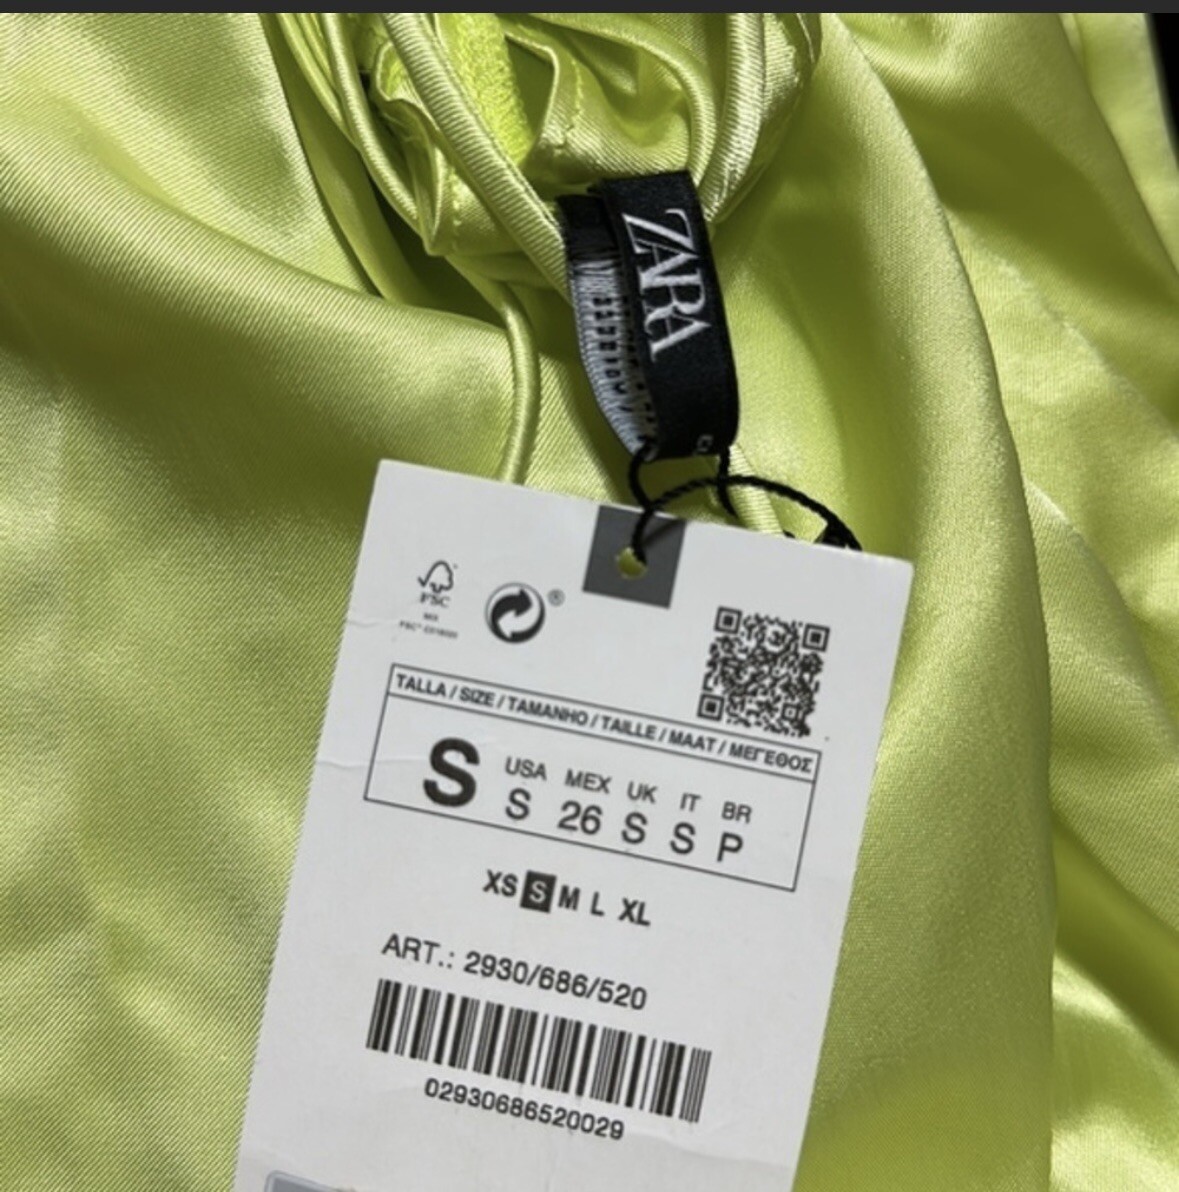 ZARA
FSC
®
TALLA / SIZE / TAMANHO / TAILLE / MAAT / ΜΕΓΕΘΟΣ
S
USA MEX UK IT BR
S 26 S S P
XS S M L XL
ART.: 2930/686/520
02930686520029